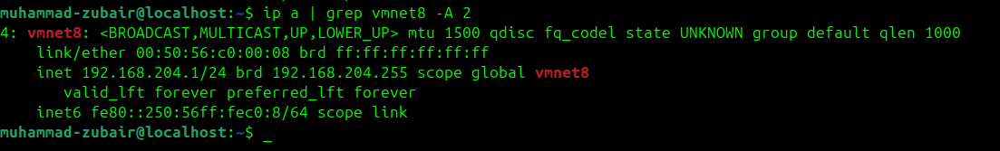 muhammad-zubair@localhost:~$ ip a | grep vmnet8 -A 2
4: vmnet8: <BROADCAST,MULTICAST,UP,LOWER_UP> mtu 1500 qdisc fq_codel state UNKNOWN group default qlen 1000
    link/ether 00:50:56:c0:00:08 brd ff:ff:ff:ff:ff:ff
    inet 192.168.204.1/24 brd 192.168.204.255 scope global vmnet8
       valid_lft forever preferred_lft forever
    inet6 fe80::250:56ff:fec0:8/64 scope link
muhammad-zubair@localhost:~$ _